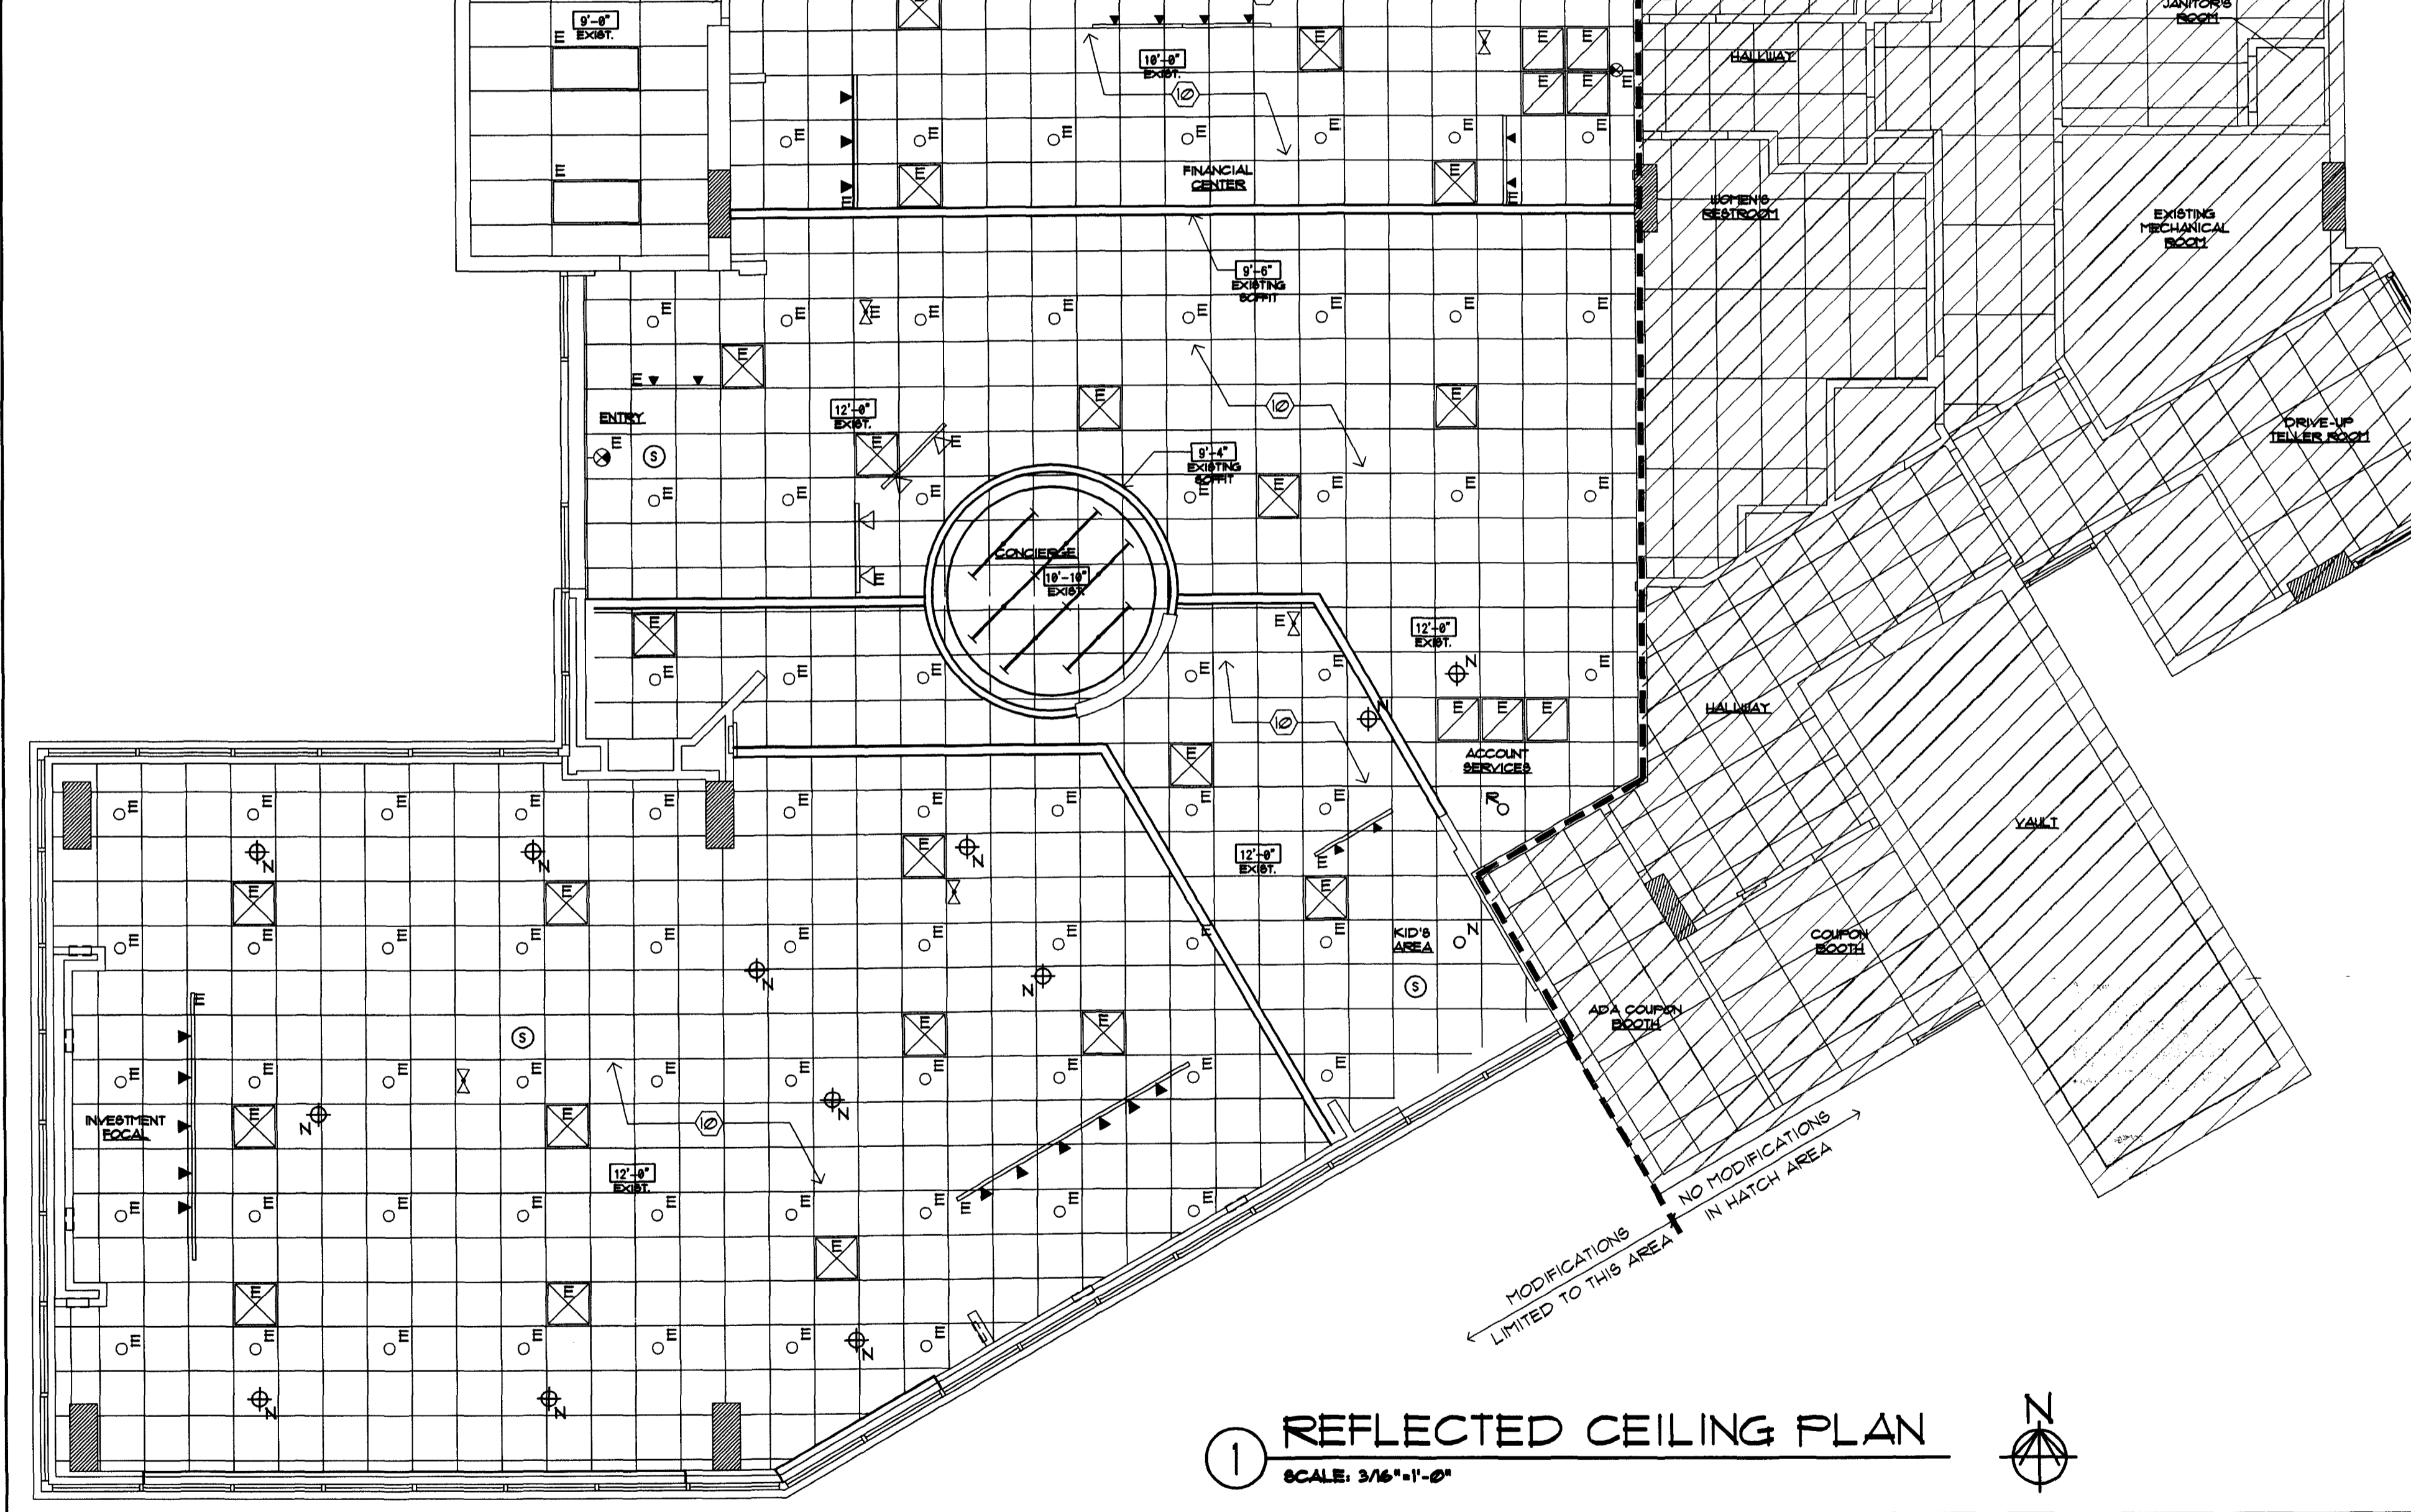 JANITOR'S
ROOM
9'-0"
EXIST.
E
E
E
E
E
E
10'-0"
EXIST.
10
HALLWAY
E
E
E
E
E
E
E
E
E
E
E
E
E
FINANCIAL
CENTER
E
E
E
E
WOMEN'S
RESTROOM
EXISTING
MECHANICAL
ROOM
9'-6"
EXISTING
SOFFIT
E
E
E
E
E
E
E
E
E
E
E
E
E
ENTRY
12'-0"
EXIST.
10
DRIVE-UP
TELLER ROOM
E
S
E
E
9'-4"
EXISTING
SOFFIT
E
E
E
E
E
E
E
E
CONCIERGE
10'-10"
EXIST.
E
E
E
12'-0"
EXIST.
N
E
E
E
E
E
E
N
E
E
E
HALLWAY
10
E
ACCOUNT
SERVICES
E
E
E
E
E
E
E
E
E
E
R
VAULT
N
N
E
N
12'-0"
EXIST.
E
E
E
E
E
E
E
E
E
E
E
E
E
E
KID'S
AREA
N
COUPON
BOOTH
N
N
S
E
S
E
E
ADA COUPON
BOOTH
E
E
E
E
E
E
E
E
E
E
INVESTMENT
FOCAL
N
E
E
10
N
12'-0"
EXIST.
E
E
E
E
E
E
E
E
E
E
NO MODIFICATIONS
IN HATCH AREA
MODIFICATIONS
LIMITED TO THIS AREA
E
E
E
E
E
E
E
E
E
E
N
N
N
1
REFLECTED CEILING PLAN
SCALE: 3/16"=1'-0"
N